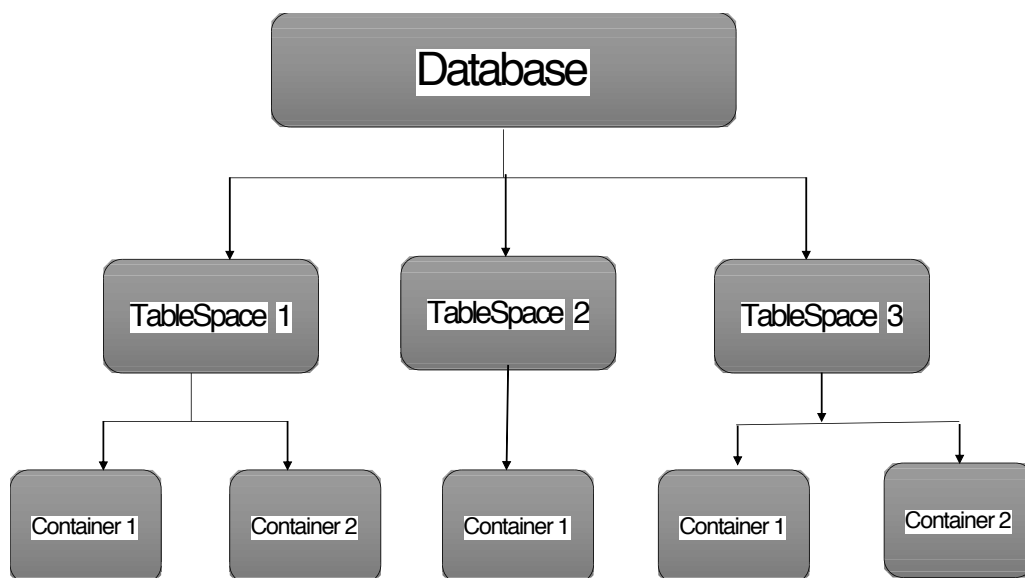 Database
TableSpace 1
TableSpace 2
TableSpace 3
Container 1
Container 2
Container 1
Container 1
Container 2